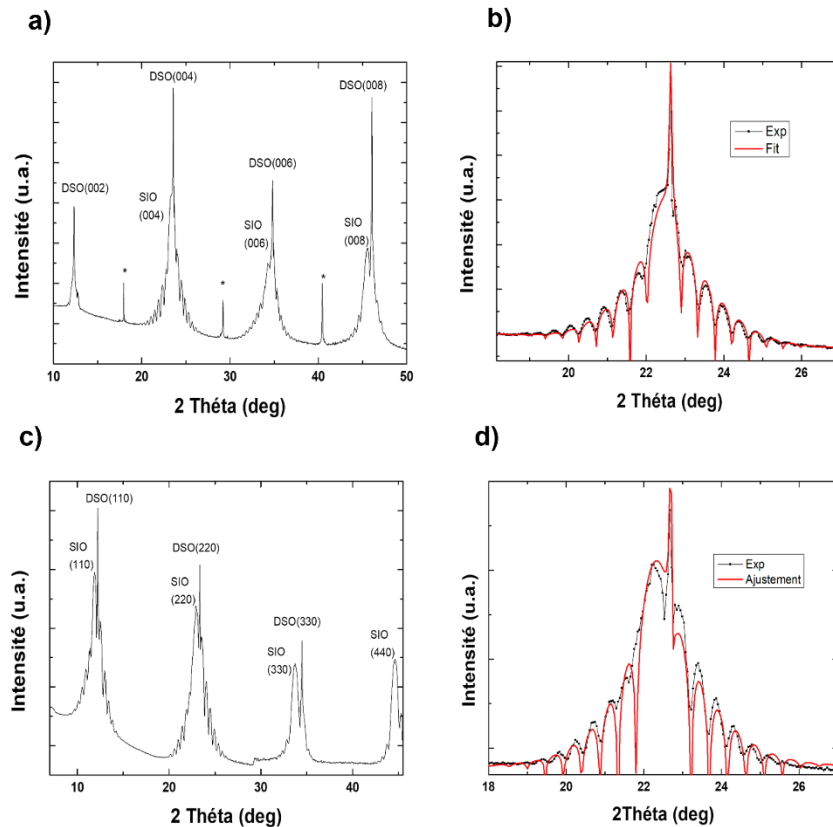 a)
DSO(002)
DSO(004)
SIO
(004)
DSO(006)
SIO
(006)
DSO(008)
SIO
(008)
*
*
*
Intensité (u.a.)
10 20 30 40 50
2 Théta (deg)
b)
Exp
Fit
Intensité (u.a.)
20 22 24 26
2 Théta (deg)
c)
DSO(110)
SIO
(110)
DSO(220)
SIO
(220)
DSO(330)
SIO
(330)
SIO
(440)
Intensité (u.a.)
10 20 30 40
2 Théta (deg)
d)
Exp
Ajustement
Intensité (u.a.)
18 20 22 24 26
2Théta (deg)